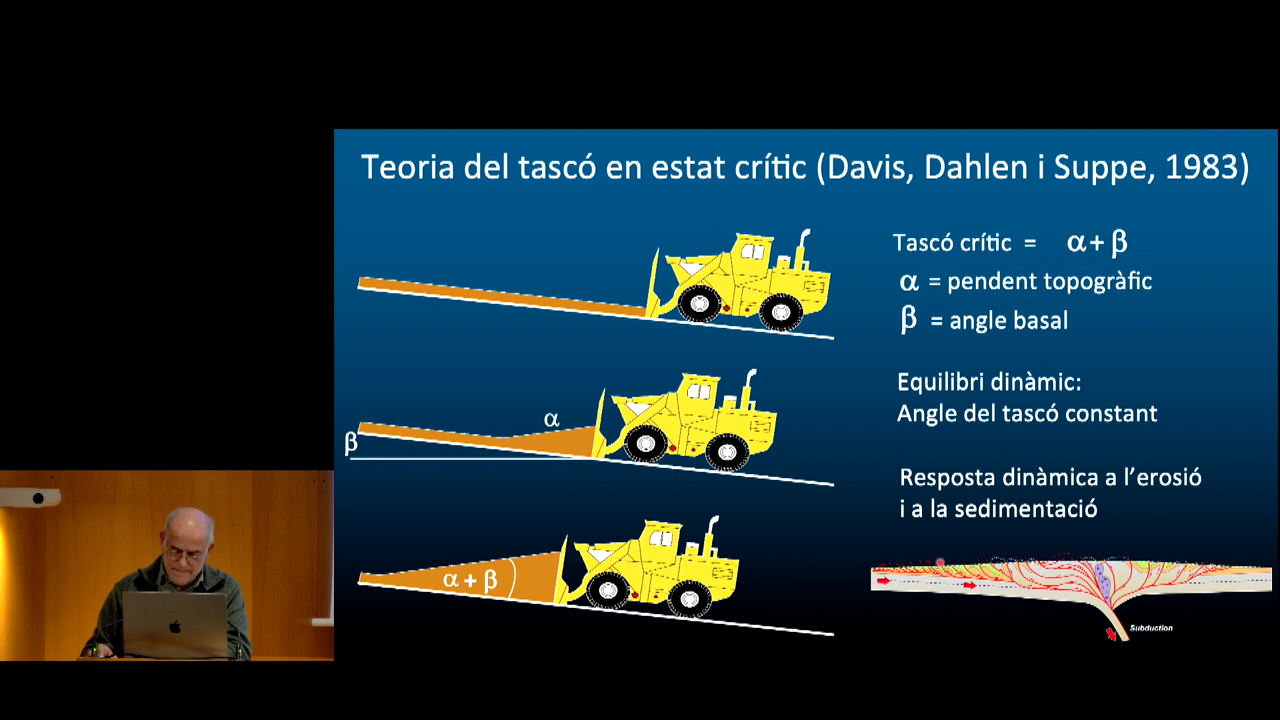 Teoria del tascó en estat crític (Davis, Dahlen i Suppe, 1983)
Tascó crític = α + β
α = pendent topogràfic
β = angle basal
Equilibri dinàmic:
Angle del tascó constant
Resposta dinàmica a l'erosió
i a la sedimentació
α
β
α + β
Subduction